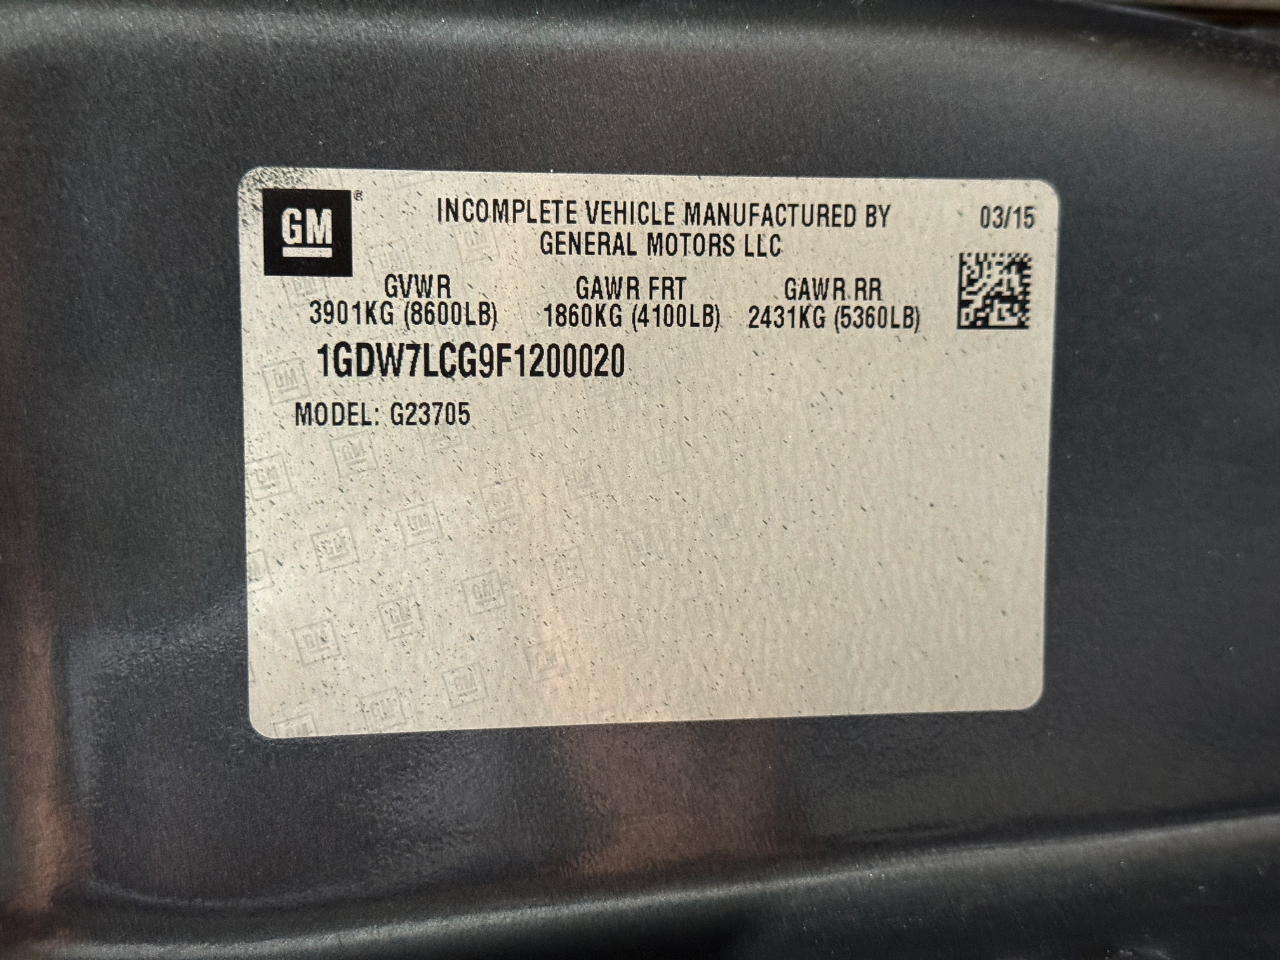 GM ®
INCOMPLETE VEHICLE MANUFACTURED BY 03/15
GENERAL MOTORS LLC
GVWR GAWR FRT GAWR RR
3901KG (8600LB) 1860KG (4100LB) 2431KG (5360LB)
1GDW7LCG9F1200020
MODEL: G23705